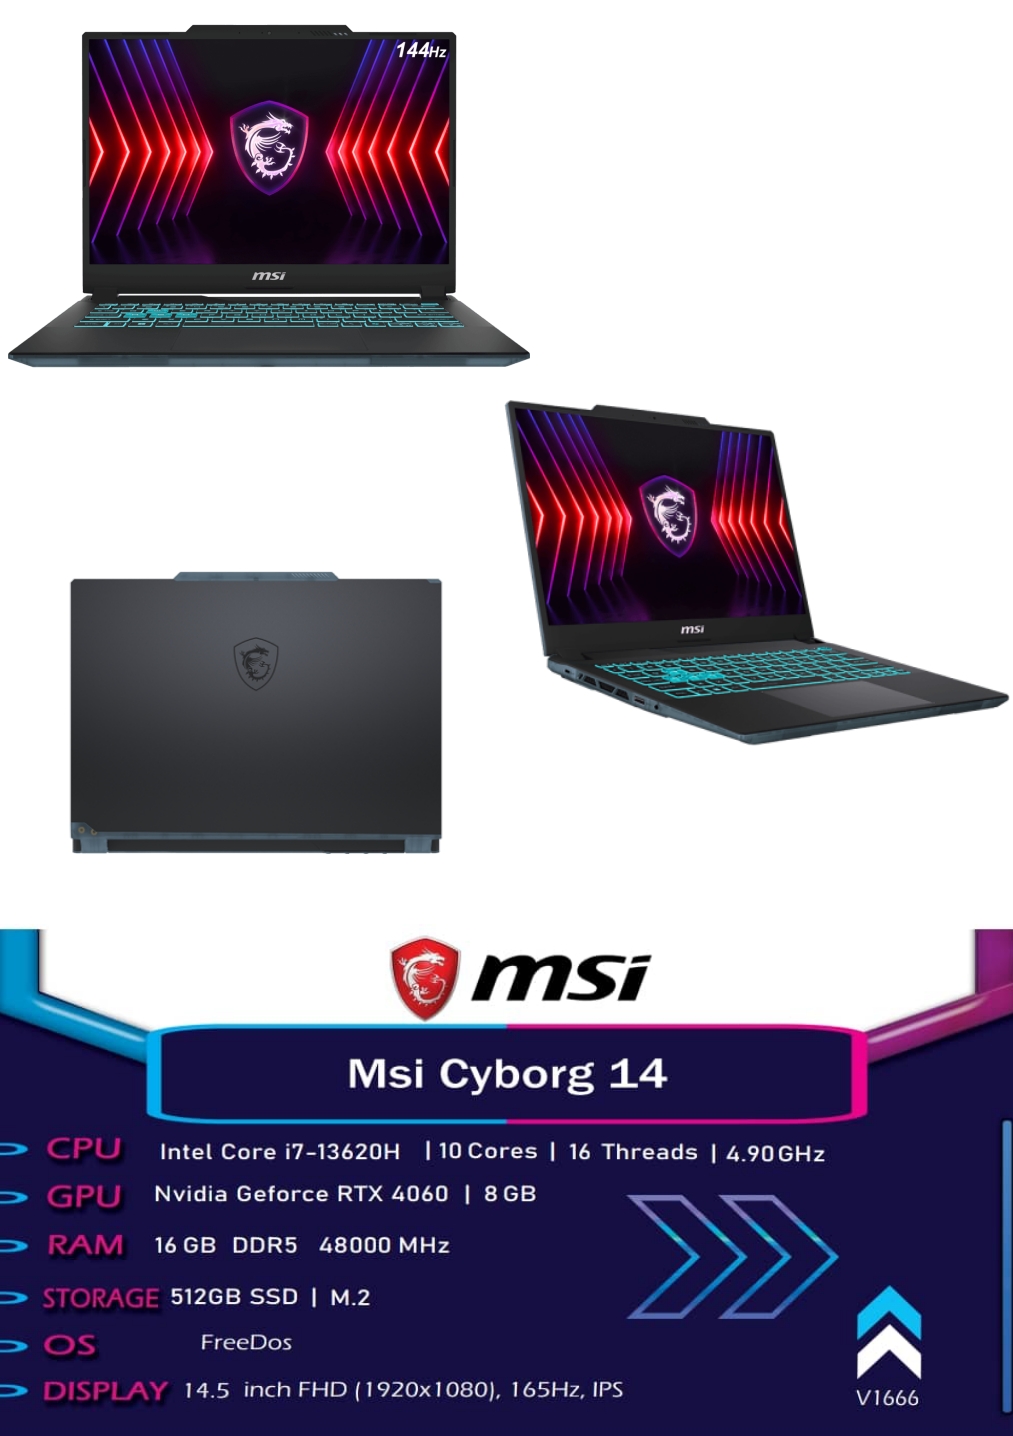 144Hz
msi
msi
msi
Msi Cyborg 14
CPU Intel Core i7-13620H | 10 Cores | 16 Threads | 4.90GHz
GPU Nvidia Geforce RTX 4060 | 8 GB
RAM 16 GB DDR5 48000 MHz
STORAGE 512GB SSD | M.2
OS FreeDos
DISPLAY 14.5 inch FHD (1920x1080), 165Hz, IPS
V1666